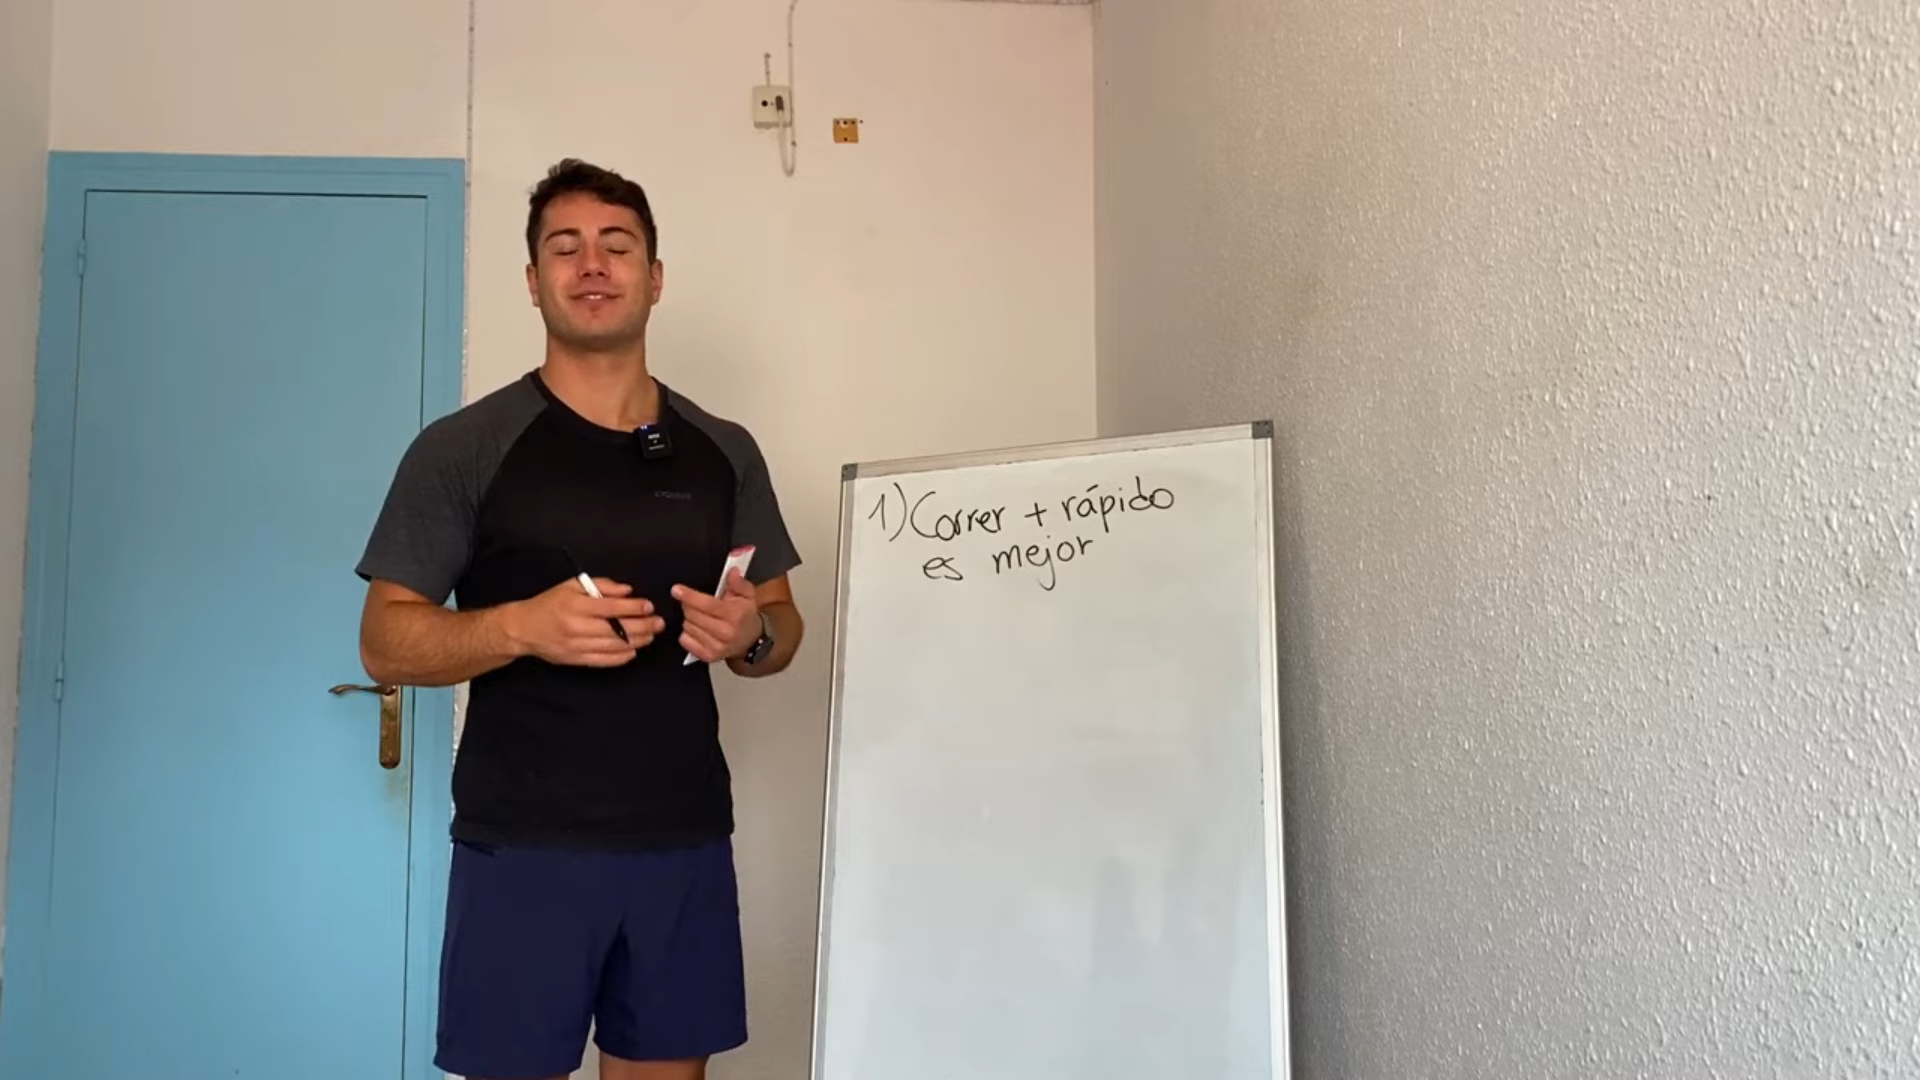 1) Correr + rápido
es mejor